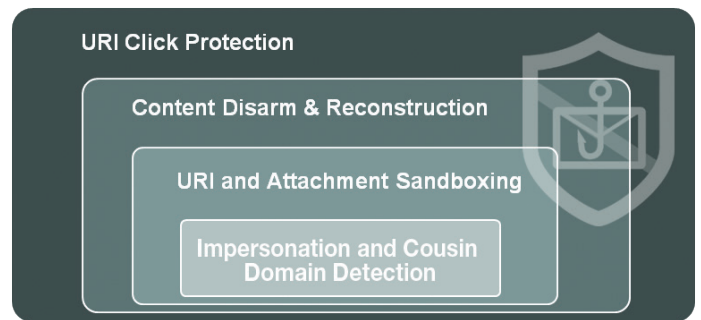 URI Click Protection
Content Disarm & Reconstruction
URI and Attachment Sandboxing
Impersonation and Cousin
Domain Detection